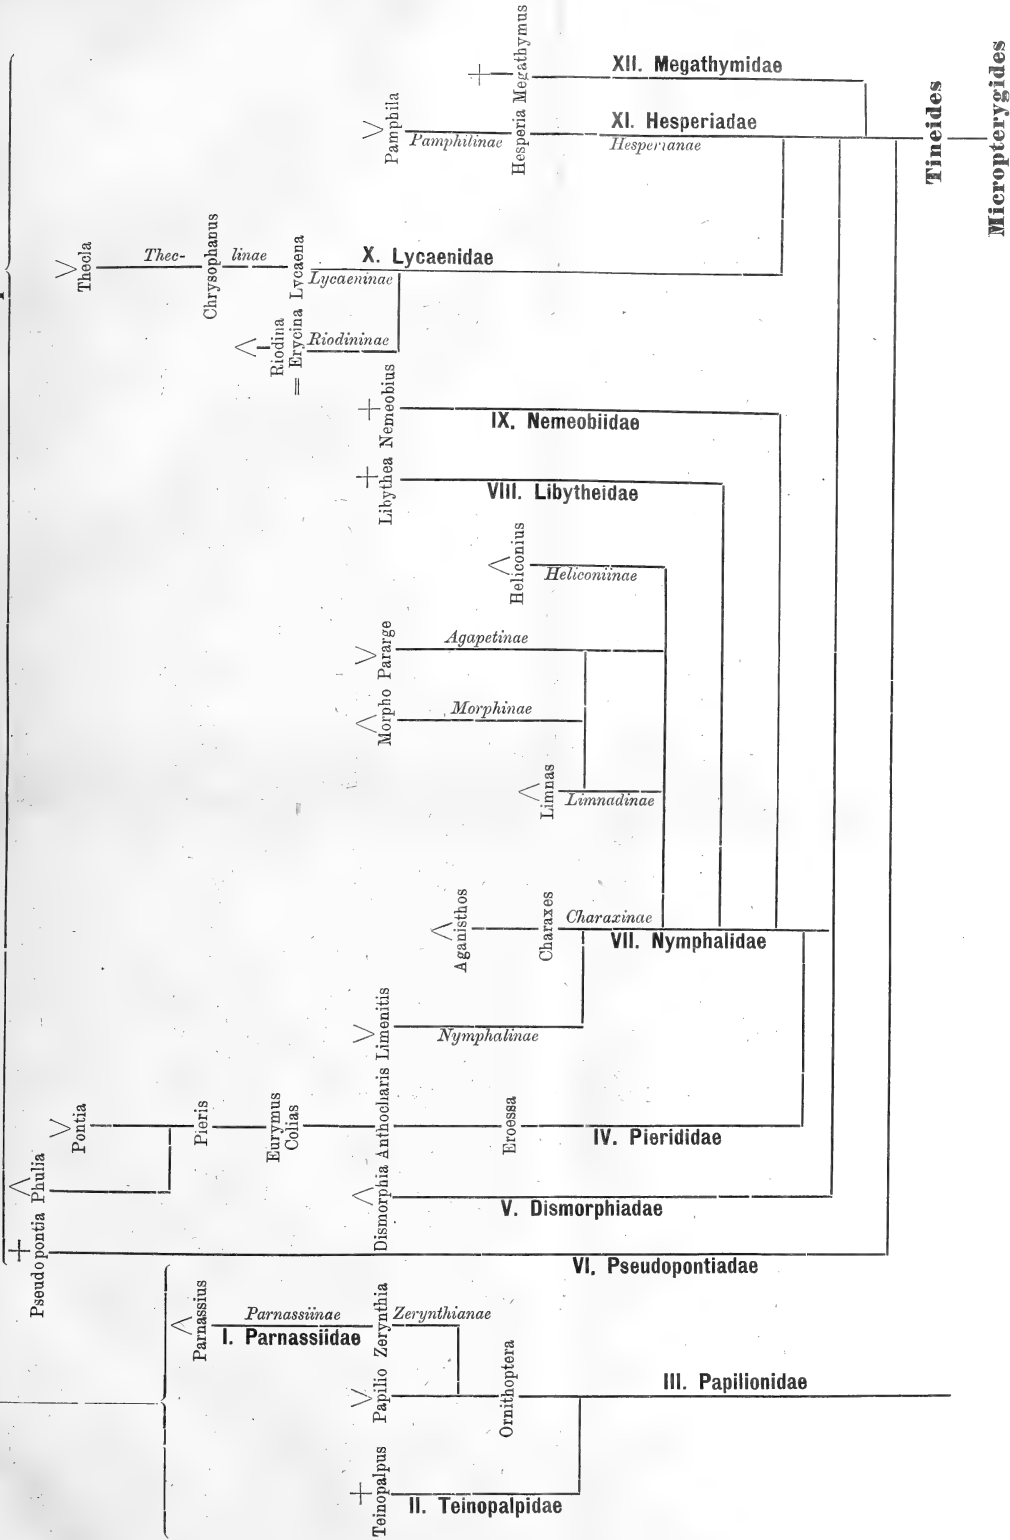 Megathymus
XII. Megathymidae
Pamphila
Pamphilinae
Hesperia
XI. Hesperiadae
Hesperianae
Tineides
Micropterygides
Thecla
Thec-
Chrysophanus
linae
Lycaena
X. Lycaenidae
Lycaeninae
Riodina
= Erycina
Riodininae
Nemeobius
IX. Nemeobiidae
Libythea
VIII. Libytheidae
Heliconius
Heliconiinae
Pararge
Agapetinae
Morpho
Morphinae
Limnas
Limnadinae
Aganisthos
Charaxes
Charaxinae
VII. Nymphalidae
Limenitis
Nymphalinae
Pontia
Pieris
Eurymus
Colias
Anthocharis
Eroessa
IV. Pierididae
Phulia
Dismorphia
V. Dismorphiadae
Pseudopontia
VI. Pseudopontiadae
Parnassius
Parnassiinae
I. Parnassiidae
Zerynthia
Zerynthianae
Papilio
Ornithoptera
III. Papilionidae
Teinopalpus
II. Teinopalpidae